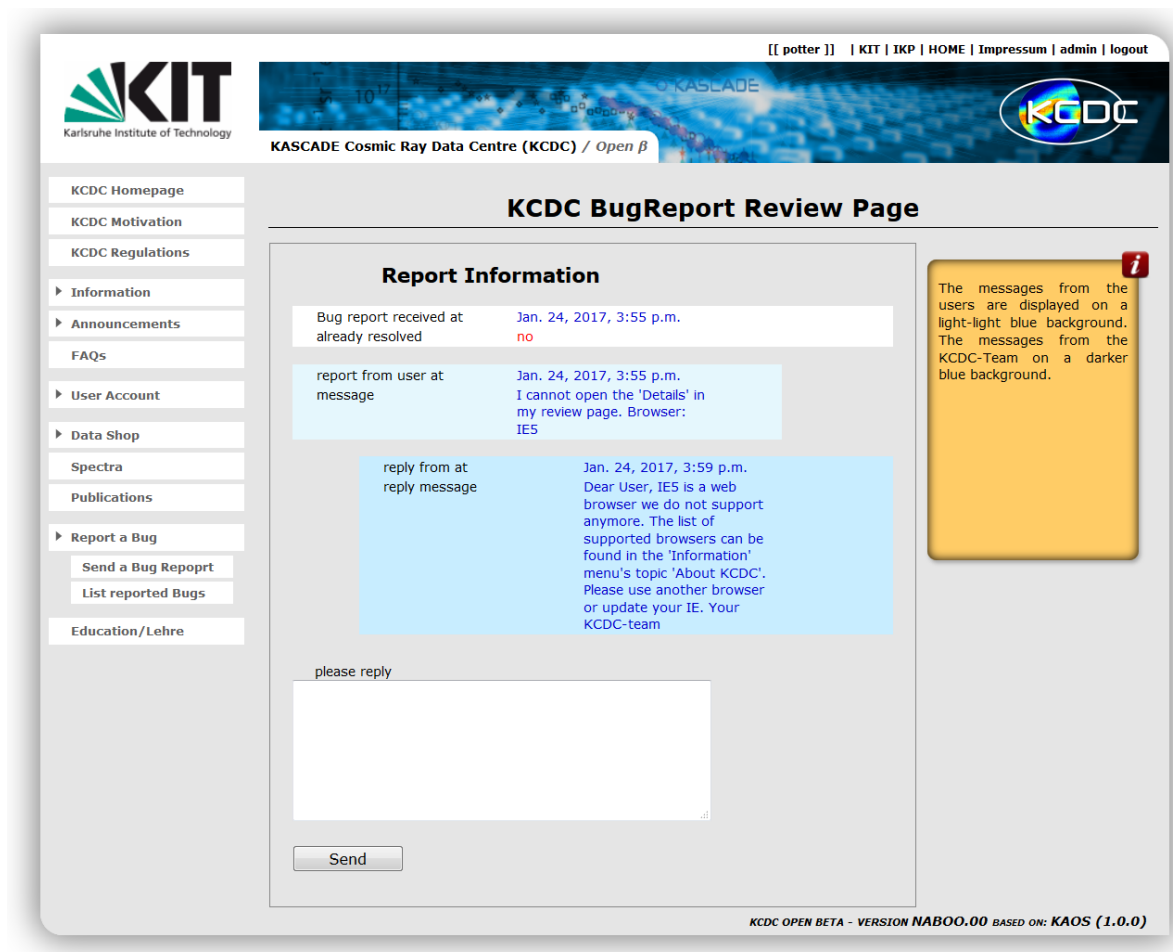 [[ potter ]] | KIT | IKP | HOME | Impressum | admin | logout
KIT
Karlsruhe Institute of Technology
10^17
KASCADE
KCDC
KASCADE Cosmic Ray Data Centre (KCDC) / Open β
KCDC Homepage
KCDC Motivation
KCDC Regulations
Information
Announcements
FAQs
User Account
Data Shop
Spectra
Publications
Report a Bug
Send a Bug Repoprt
List reported Bugs
Education/Lehre
KCDC BugReport Review Page
Report Information
Bug report received at Jan. 24, 2017, 3:55 p.m.
already resolved no
report from user at Jan. 24, 2017, 3:55 p.m.
message I cannot open the 'Details' in
my review page. Browser:
IE5
reply from at Jan. 24, 2017, 3:59 p.m.
reply message Dear User, IE5 is a web
browser we do not support
anymore. The list of
supported browsers can be
found in the 'Information'
menu's topic 'About KCDC'.
Please use another browser
or update your IE. Your
KCDC-team
please reply
Send
i
The messages from the
users are displayed on a
light-light blue background.
The messages from the
KCDC-Team on a darker
blue background.
KCDC OPEN BETA - VERSION NABOO.00 BASED ON: KAOS (1.0.0)